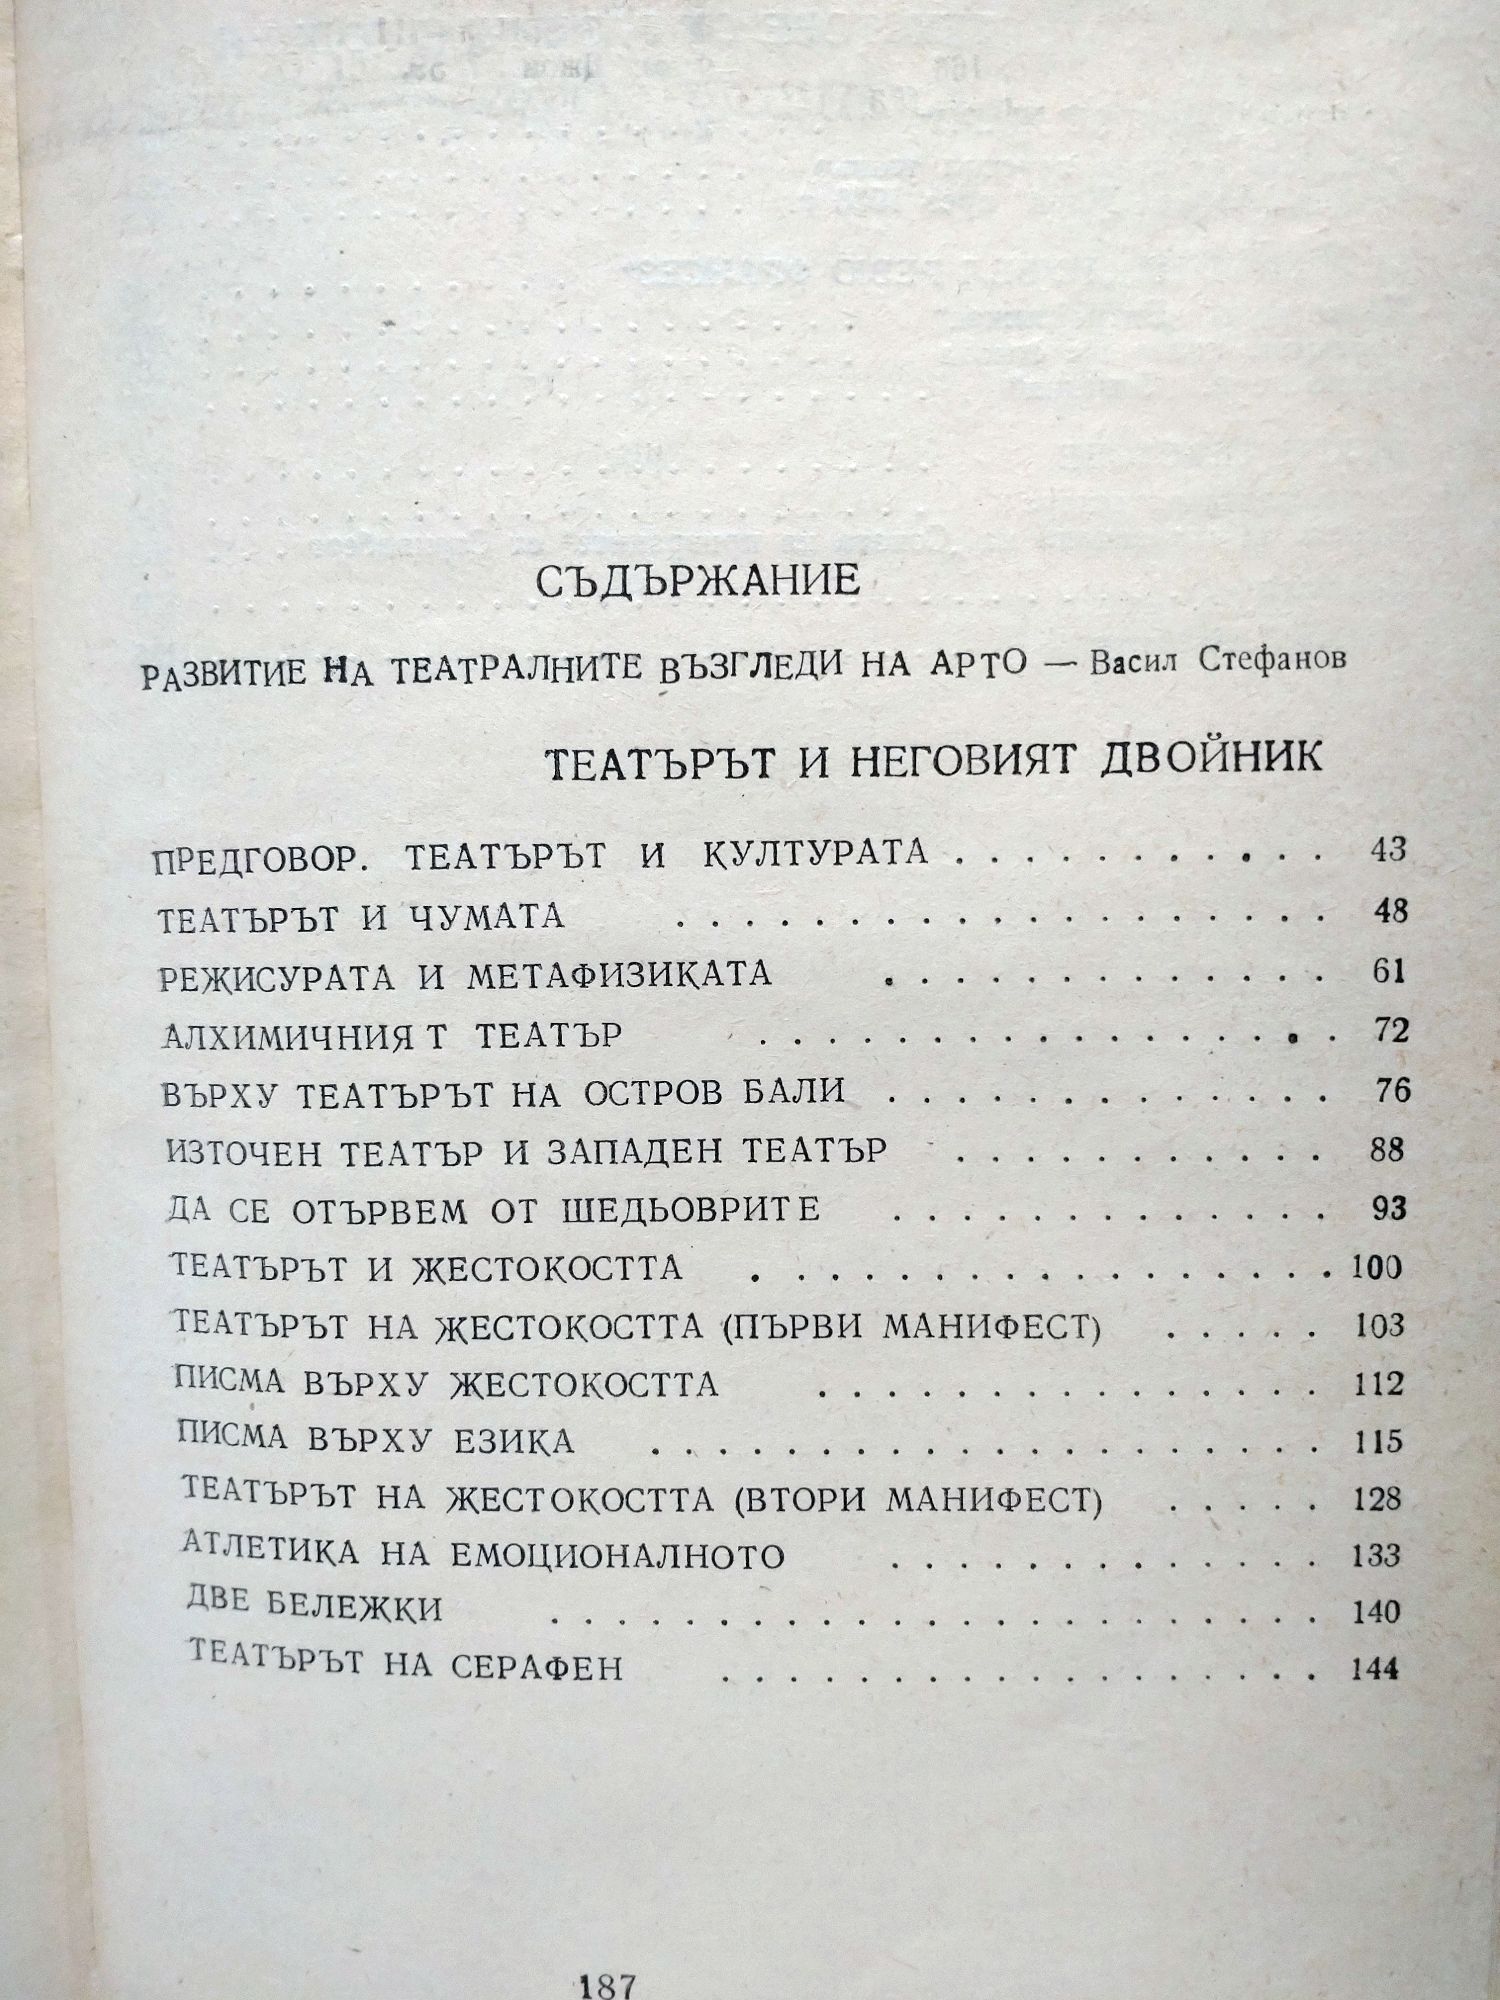 СЪДЪРЖАНИЕ
РАЗВИТИЕ НА ТЕАТРАЛНИТЕ ВЪЗГЛЕДИ НА АРТО — Васил Стефанов
ТЕАТЪРЪТ И НЕГОВИЯТ ДВОЙНИК
ПРЕДГОВОР. ТЕАТЪРЪТ И КУЛТУРАТА . . . . . . . . . . . 43
ТЕАТЪРЪТ И ЧУМАТА . . . . . . . . . . . . . . . . . . . 48
РЕЖИСУРАТА И МЕТАФИЗИКАТА . . . . . . . . . . . . . 61
АЛХИМИЧНИЯТ ТЕАТЪР . . . . . . . . . . . . . . . . . 72
ВЪРХУ ТЕАТЪРЪТ НА ОСТРОВ БАЛИ . . . . . . . . . . . . . 76
ИЗТОЧЕН ТЕАТЪР И ЗАПАДЕН ТЕАТЪР . . . . . . . . . . . 88
ДА СЕ ОТЪРВЕМ ОТ ШЕДЬОВРИТЕ . . . . . . . . . . . . . 93
ТЕАТЪРЪТ И ЖЕСТОКОСТТА . . . . . . . . . . . . . . . . . 100
ТЕАТЪРЪТ НА ЖЕСТОКОСТТА (ПЪРВИ МАНИФЕСТ) . . . . . 103
ПИСМА ВЪРХУ ЖЕСТОКОСТТА . . . . . . . . . . . . . . . 112
ПИСМА ВЪРХУ ЕЗИКА . . . . . . . . . . . . . . . . . . . 115
ТЕАТЪРЪТ НА ЖЕСТОКОСТТА (ВТОРИ МАНИФЕСТ) . . . . . 128
АТЛЕТИКА НА ЕМОЦИОНАЛНОТО . . . . . . . . . . . . . 133
ДВЕ БЕЛЕЖКИ . . . . . . . . . . . . . . . . . . . . . . 140
ТЕАТЪРЪТ НА СЕРАФЕН . . . . . . . . . . . . . . . . . 144
187